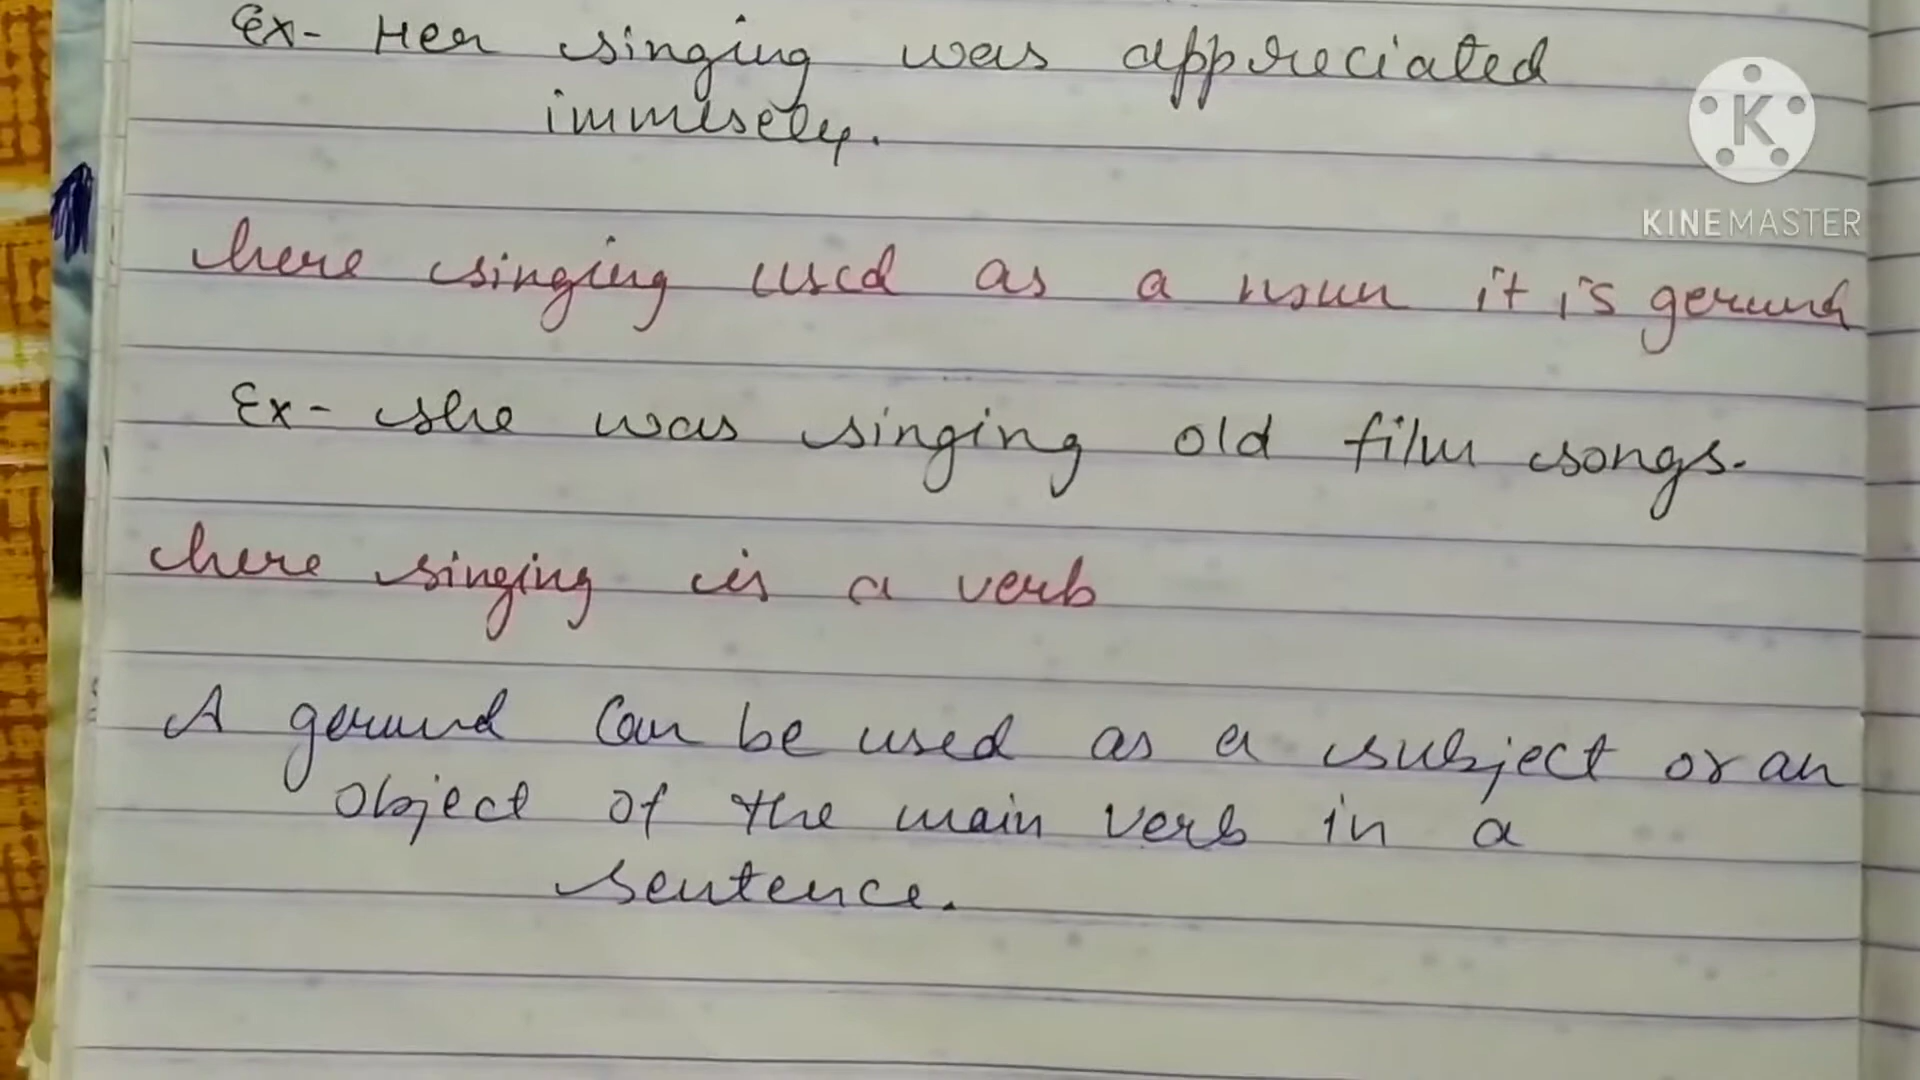 Ex- Her singing was appreciated
immisely.
K
KINEMASTER
here singing used as a noun it is gerund
Ex- she was singing old film songs.
here singing is a verb
A gerund can be used as a subject or an
object of the main verb in a
sentence.